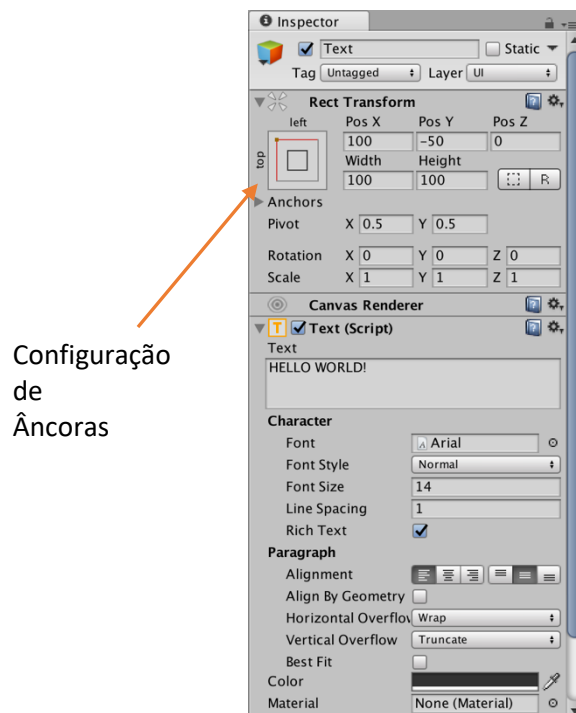 Inspector
Text Static
Tag Untagged Layer UI
Rect Transform
left Pos X Pos Y Pos Z
top 100 -50 0
Width Height
100 100 R
Anchors
Pivot X 0.5 Y 0.5
Rotation X 0 Y 0 Z 0
Scale X 1 Y 1 Z 1
Canvas Renderer
T Text (Script)
Text
HELLO WORLD!
Configuração
de
Âncoras
Character
Font Arial
Font Style Normal
Font Size 14
Line Spacing 1
Rich Text
Paragraph
Alignment
Align By Geometry
Horizontal Overflov Wrap
Vertical Overflow Truncate
Best Fit
Color
Material None (Material)